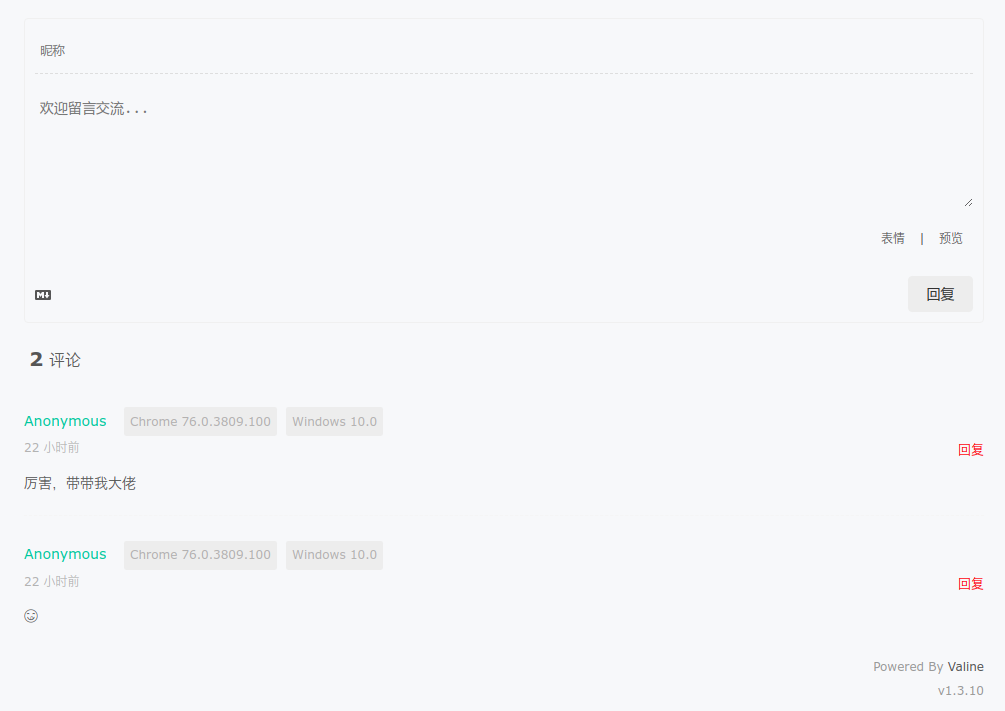 昵称
欢迎留言交流...
表情 | 预览
M↓ 回复
2 评论
Anonymous Chrome 76.0.3809.100 Windows 10.0
22 小时前 回复
厉害，带带我大佬
Anonymous Chrome 76.0.3809.100 Windows 10.0
22 小时前 回复
😉
Powered By Valine
v1.3.10